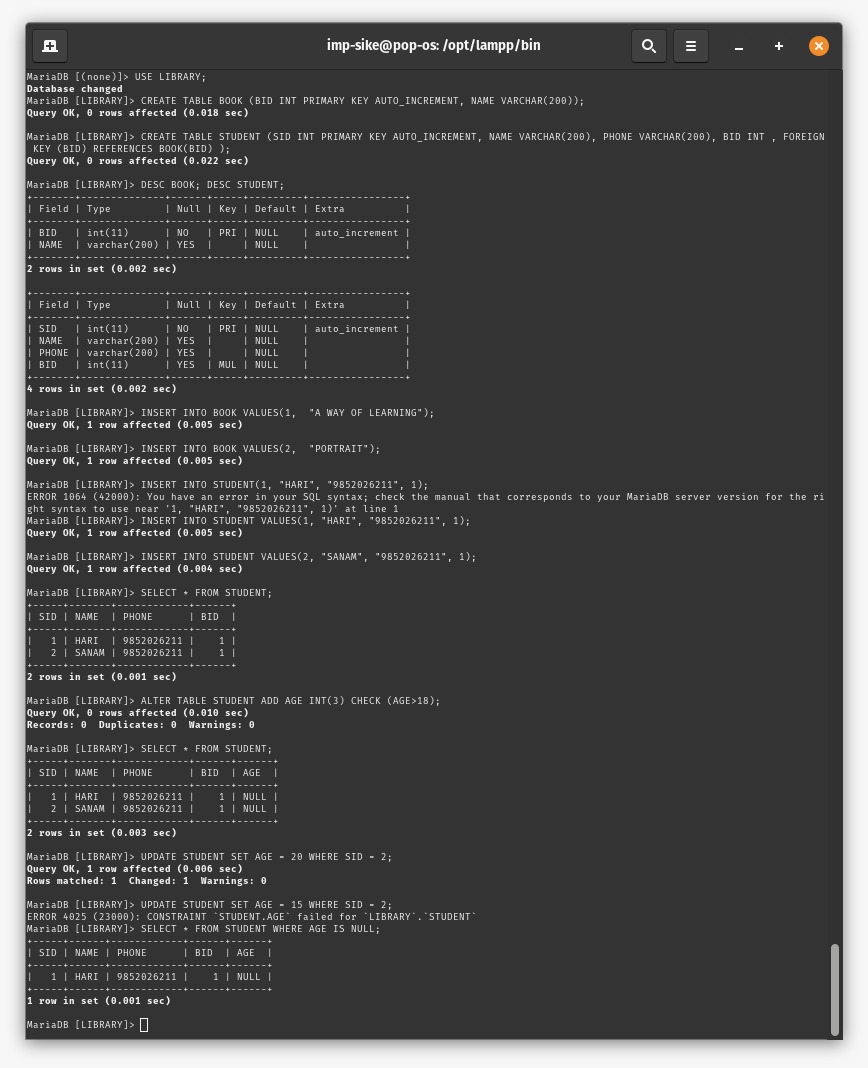 imp-sike@pop-os: /opt/lampp/bin
MariaDB [(none)]> USE LIBRARY;
Database changed
MariaDB [LIBRARY]> CREATE TABLE BOOK (BID INT PRIMARY KEY AUTO_INCREMENT, NAME VARCHAR(200));
Query OK, 0 rows affected (0.018 sec)

MariaDB [LIBRARY]> CREATE TABLE STUDENT (SID INT PRIMARY KEY AUTO_INCREMENT, NAME VARCHAR(200), PHONE VARCHAR(200), BID INT , FOREIGN
 KEY (BID) REFERENCES BOOK(BID) );
Query OK, 0 rows affected (0.022 sec)

MariaDB [LIBRARY]> DESC BOOK; DESC STUDENT;
+-------+--------------+------+-----+---------+----------------+
| Field | Type         | Null | Key | Default | Extra          |
+-------+--------------+------+-----+---------+----------------+
| BID   | int(11)      | NO   | PRI | NULL    | auto_increment |
| NAME  | varchar(200) | YES  |     | NULL    |                |
+-------+--------------+------+-----+---------+----------------+
2 rows in set (0.002 sec)

+-------+--------------+------+-----+---------+----------------+
| Field | Type         | Null | Key | Default | Extra          |
+-------+--------------+------+-----+---------+----------------+
| SID   | int(11)      | NO   | PRI | NULL    | auto_increment |
| NAME  | varchar(200) | YES  |     | NULL    |                |
| PHONE | varchar(200) | YES  |     | NULL    |                |
| BID   | int(11)      | YES  | MUL | NULL    |                |
+-------+--------------+------+-----+---------+----------------+
4 rows in set (0.002 sec)

MariaDB [LIBRARY]> INSERT INTO BOOK VALUES(1,  "A WAY OF LEARNING");
Query OK, 1 row affected (0.005 sec)

MariaDB [LIBRARY]> INSERT INTO BOOK VALUES(2,  "PORTRAIT");
Query OK, 1 row affected (0.005 sec)

MariaDB [LIBRARY]> INSERT INTO STUDENT(1, "HARI", "9852026211", 1);
ERROR 1064 (42000): You have an error in your SQL syntax; check the manual that corresponds to your MariaDB server version for the ri
ght syntax to use near '1, "HARI", "9852026211", 1)' at line 1
MariaDB [LIBRARY]> INSERT INTO STUDENT VALUES(1, "HARI", "9852026211", 1);
Query OK, 1 row affected (0.005 sec)

MariaDB [LIBRARY]> INSERT INTO STUDENT VALUES(2, "SANAM", "9852026211", 1);
Query OK, 1 row affected (0.004 sec)

MariaDB [LIBRARY]> SELECT * FROM STUDENT;
+-----+-------+------------+------+
| SID | NAME  | PHONE      | BID  |
+-----+-------+------------+------+
|   1 | HARI  | 9852026211 |    1 |
|   2 | SANAM | 9852026211 |    1 |
+-----+-------+------------+------+
2 rows in set (0.001 sec)

MariaDB [LIBRARY]> ALTER TABLE STUDENT ADD AGE INT(3) CHECK (AGE>18);
Query OK, 0 rows affected (0.010 sec)
Records: 0  Duplicates: 0  Warnings: 0

MariaDB [LIBRARY]> SELECT * FROM STUDENT;
+-----+-------+------------+------+------+
| SID | NAME  | PHONE      | BID  | AGE  |
+-----+-------+------------+------+------+
|   1 | HARI  | 9852026211 |    1 | NULL |
|   2 | SANAM | 9852026211 |    1 | NULL |
+-----+-------+------------+------+------+
2 rows in set (0.003 sec)

MariaDB [LIBRARY]> UPDATE STUDENT SET AGE = 20 WHERE SID = 2;
Query OK, 1 row affected (0.006 sec)
Rows matched: 1  Changed: 1  Warnings: 0

MariaDB [LIBRARY]> UPDATE STUDENT SET AGE = 15 WHERE SID = 2;
ERROR 4025 (23000): CONSTRAINT `STUDENT.AGE` failed for `LIBRARY`.`STUDENT`
MariaDB [LIBRARY]> SELECT * FROM STUDENT WHERE AGE IS NULL;
+-----+------+------------+------+------+
| SID | NAME | PHONE      | BID  | AGE  |
+-----+------+------------+------+------+
|   1 | HARI | 9852026211 |    1 | NULL |
+-----+------+------------+------+------+
1 row in set (0.001 sec)

MariaDB [LIBRARY]>